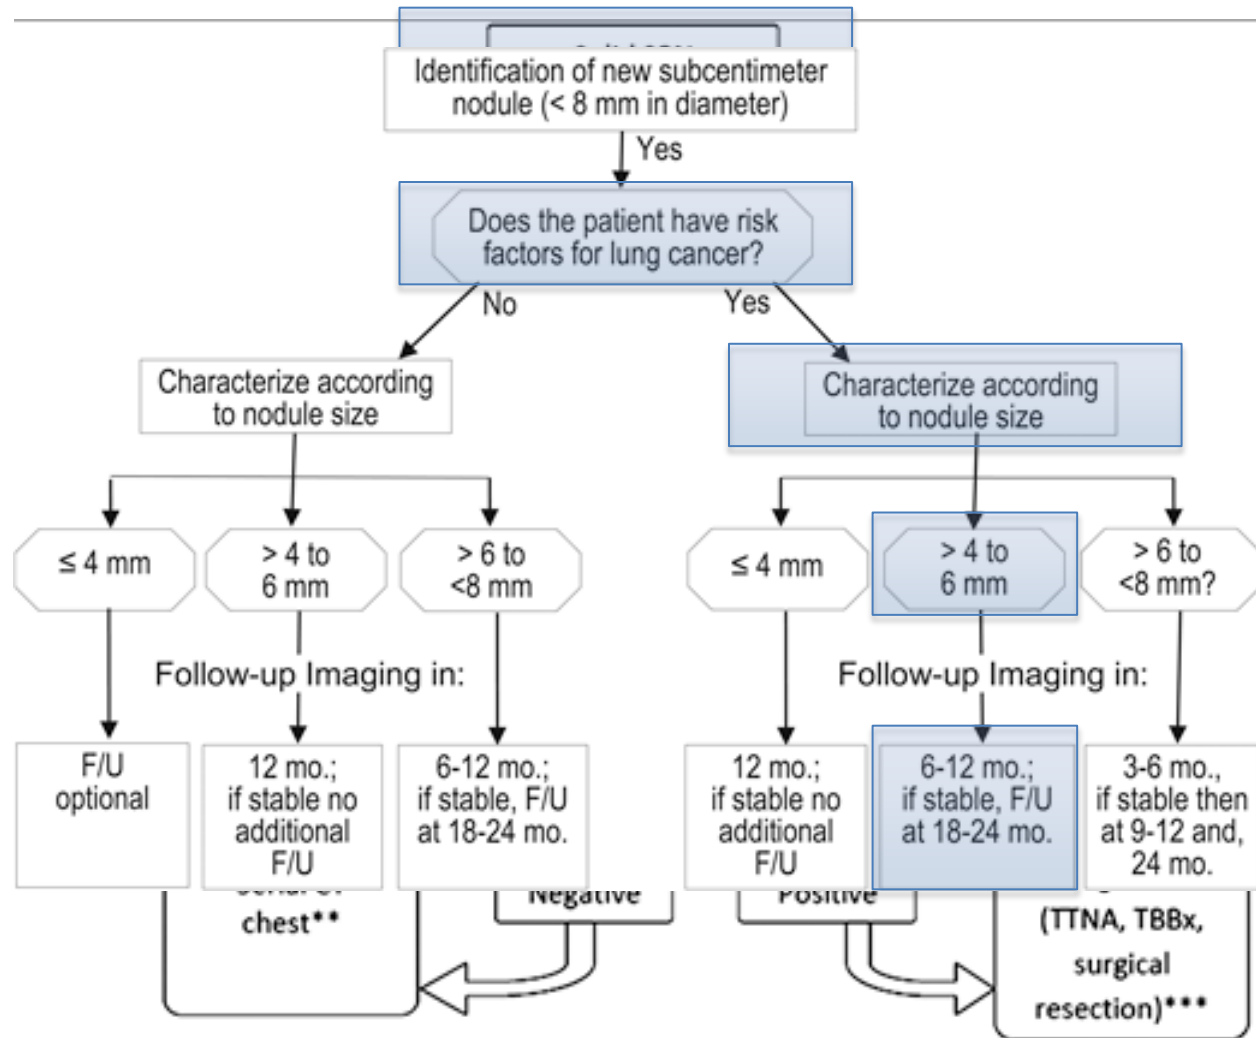 Identification of new subcentimeter
nodule (< 8 mm in diameter)
Yes
Does the patient have risk
factors for lung cancer?
No
Yes
Characterize according
to nodule size
Characterize according
to nodule size
≤ 4 mm
> 4 to
6 mm
> 6 to
<8 mm
≤ 4 mm
> 4 to
6 mm
> 6 to
<8 mm?
Follow-up Imaging in:
Follow-up Imaging in:
F/U
optional
12 mo.;
if stable no
additional
F/U
6-12 mo.;
if stable, F/U
at 18-24 mo.
12 mo.;
if stable no
additional
F/U
6-12 mo.;
if stable, F/U
at 18-24 mo.
3-6 mo.,
if stable then
at 9-12 and,
24 mo.
chest**
Negative
Positive
(TTNA, TBBx,
surgical
resection)***